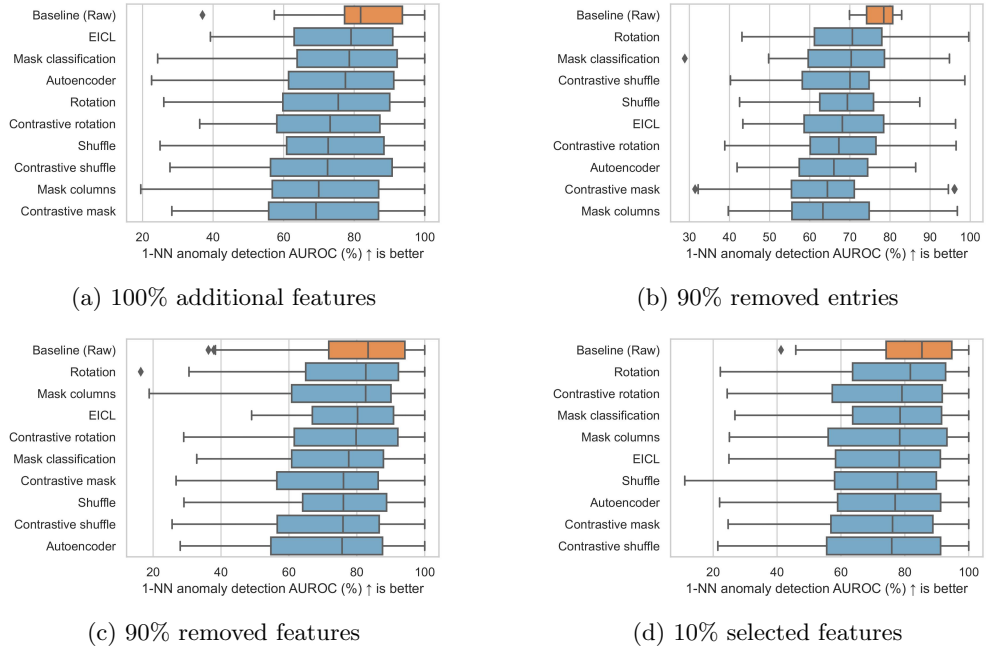 Baseline (Raw)
EICL
Mask classification
Autoencoder
Rotation
Contrastive rotation
Shuffle
Contrastive shuffle
Mask columns
Contrastive mask
20 40 60 80 100
1-NN anomaly detection AUROC (%) ↑ is better
(a) 100% additional features
Baseline (Raw)
Rotation
Mask classification
Contrastive shuffle
Shuffle
EICL
Contrastive rotation
Autoencoder
Contrastive mask
Mask columns
30 40 50 60 70 80 90 100
1-NN anomaly detection AUROC (%) ↑ is better
(b) 90% removed entries
Baseline (Raw)
Rotation
Mask columns
EICL
Contrastive rotation
Mask classification
Contrastive mask
Shuffle
Contrastive shuffle
Autoencoder
20 40 60 80 100
1-NN anomaly detection AUROC (%) ↑ is better
(c) 90% removed features
Baseline (Raw)
Rotation
Contrastive rotation
Mask classification
Mask columns
EICL
Shuffle
Autoencoder
Contrastive mask
Contrastive shuffle
20 40 60 80 100
1-NN anomaly detection AUROC (%) ↑ is better
(d) 10% selected features